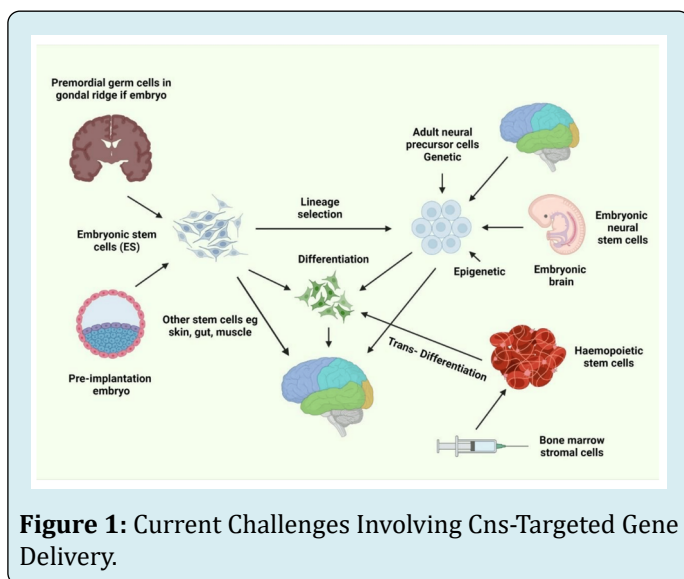 Premordial germ cells in
gondal ridge if embryo
Adult neural
precursor cells
Genetic
Lineage
selection
Embryonic stem
cells (ES)
Embryonic
neural
stem cells
Differentiation
Epigenetic
Embryonic
brain
Other stem cells eg
skin, gut, muscle
Trans- Differentiation
Haemopoietic
stem cells
Pre-implantation
embryo
Bone marrow
stromal cells
Figure 1: Current Challenges Involving Cns-Targeted Gene
Delivery.